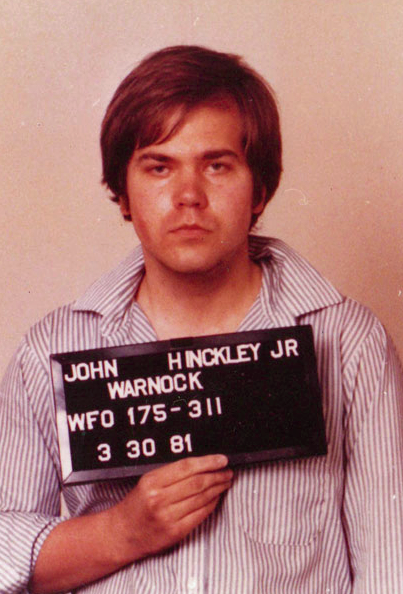 JOHN HINCKLEY JR
WARNOCK
WFO 175-311
3 30 81